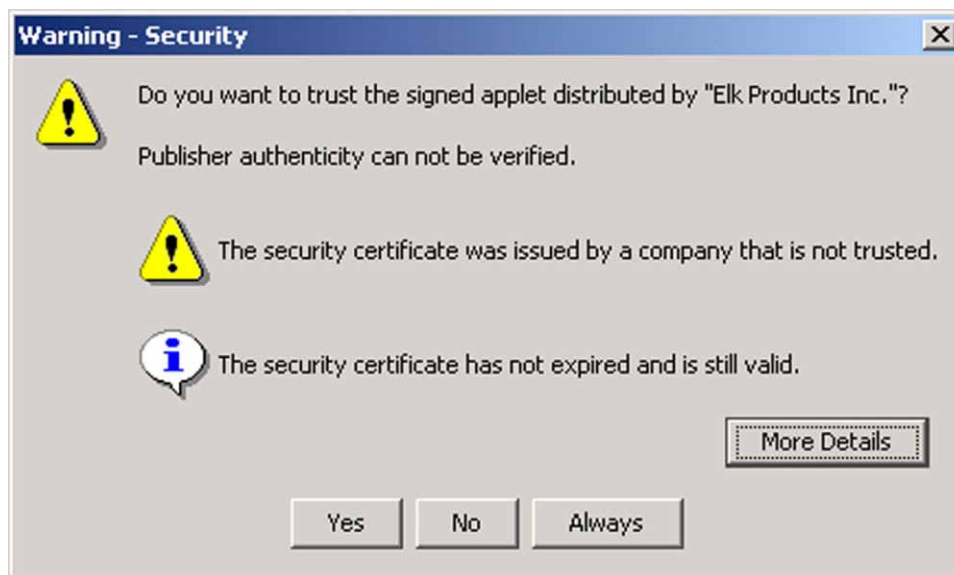 Warning - Security
Do you want to trust the signed applet distributed by "Elk Products Inc."?
Publisher authenticity can not be verified.
The security certificate was issued by a company that is not trusted.
The security certificate has not expired and is still valid.
More Details
Yes No Always